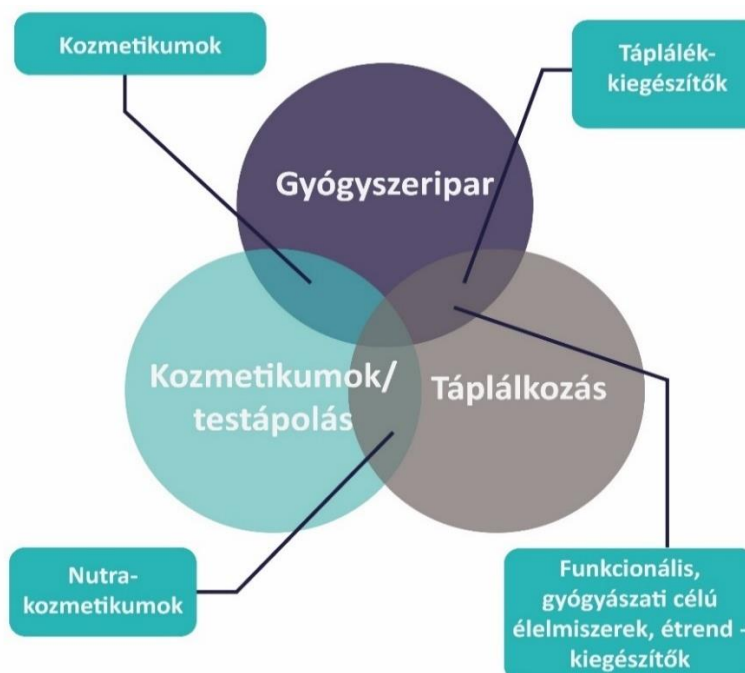 Kozmetikumok
Táplálék-
kiegészítők
Gyógyszeripar
Kozmetikumok/
testápolás
Táplálkozás
Nutra-
kozmetikumok
Funkcionális,
gyógyászati célú
élelmiszerek, étrend -
kiegészítők